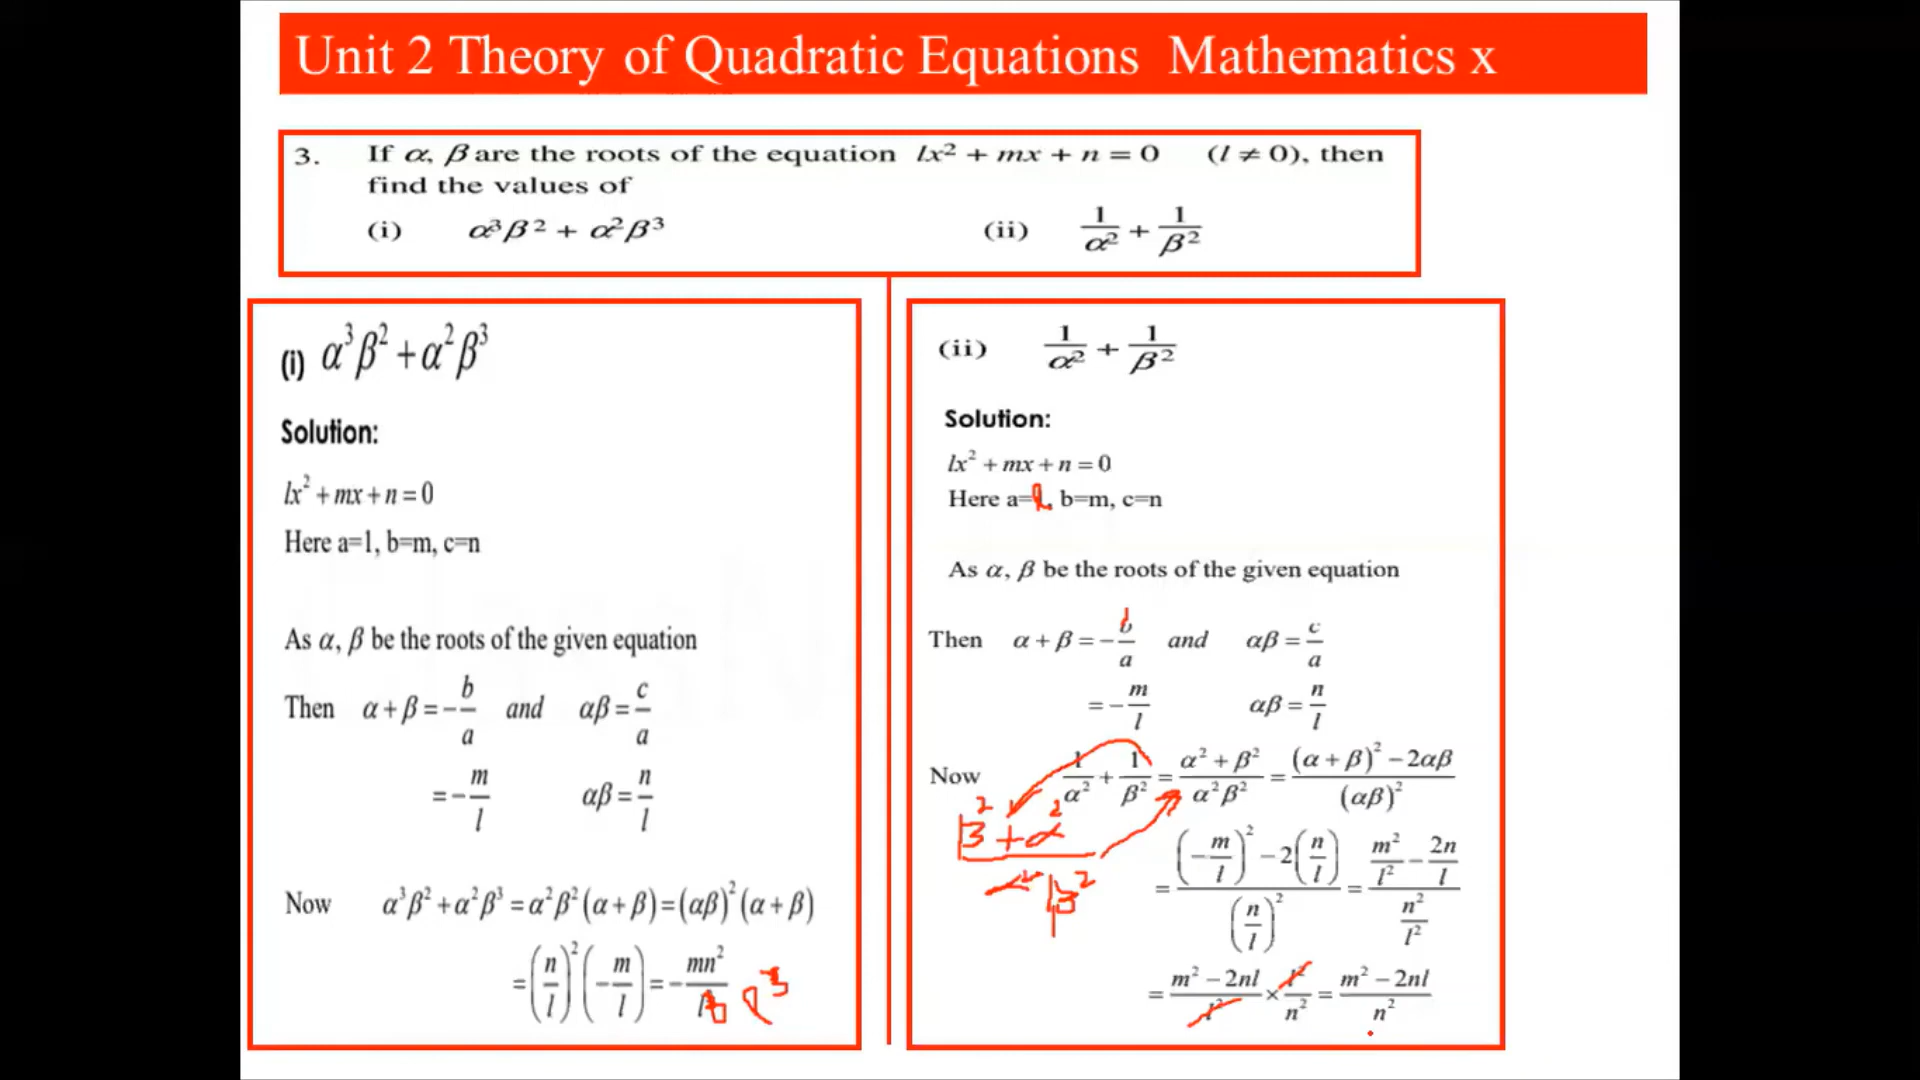 Unit 2 Theory of Quadratic Equations Mathematics x
3. If α, β are the roots of the equation lx² + mx + n = 0 (l ≠ 0), then
find the values of
(i) α³β² + α²β³ (ii) 1/α² + 1/β²
(i) α³β² + α²β³
Solution:
lx² + mx + n = 0
Here a=1, b=m, c=n
As α, β be the roots of the given equation
Then α + β = − b/a and αβ = c/a
= − m/l αβ = n/l
Now α³β² + α²β³ = α²β² (α + β) = (αβ)² (α + β)
= (n/l)² (− m/l) = − mn²/l³ l³
(ii) 1/α² + 1/β²
Solution:
lx² + mx + n = 0
Here a=l, b=m, c=n
As α, β be the roots of the given equation
Then α + β = − b/a and αβ = c/a
= − m/l αβ = n/l
Now 1/α² + 1/β² = (α² + β²)/(α²β²) = ((α + β)² − 2αβ)/(αβ)²
β² + α²
α² β²
= ((− m/l)² − 2(n/l))/(n/l)² = (m²/l² − 2n/l)/(n²/l²)
= (m² − 2nl)/l² × l²/n² = (m² − 2nl)/n²